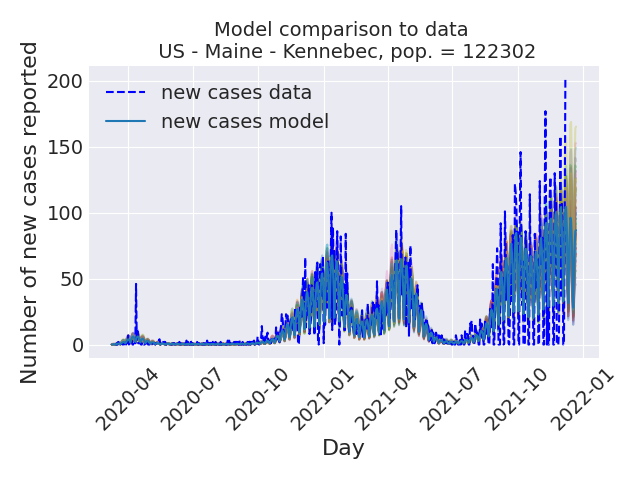 Model comparison to data
US - Maine - Kennebec, pop. = 122302
Number of new cases reported
200
150
100
50
0
new cases data
new cases model
2020-04
2020-07
2020-10
2021-01
2021-04
2021-07
2021-10
2022-01
Day